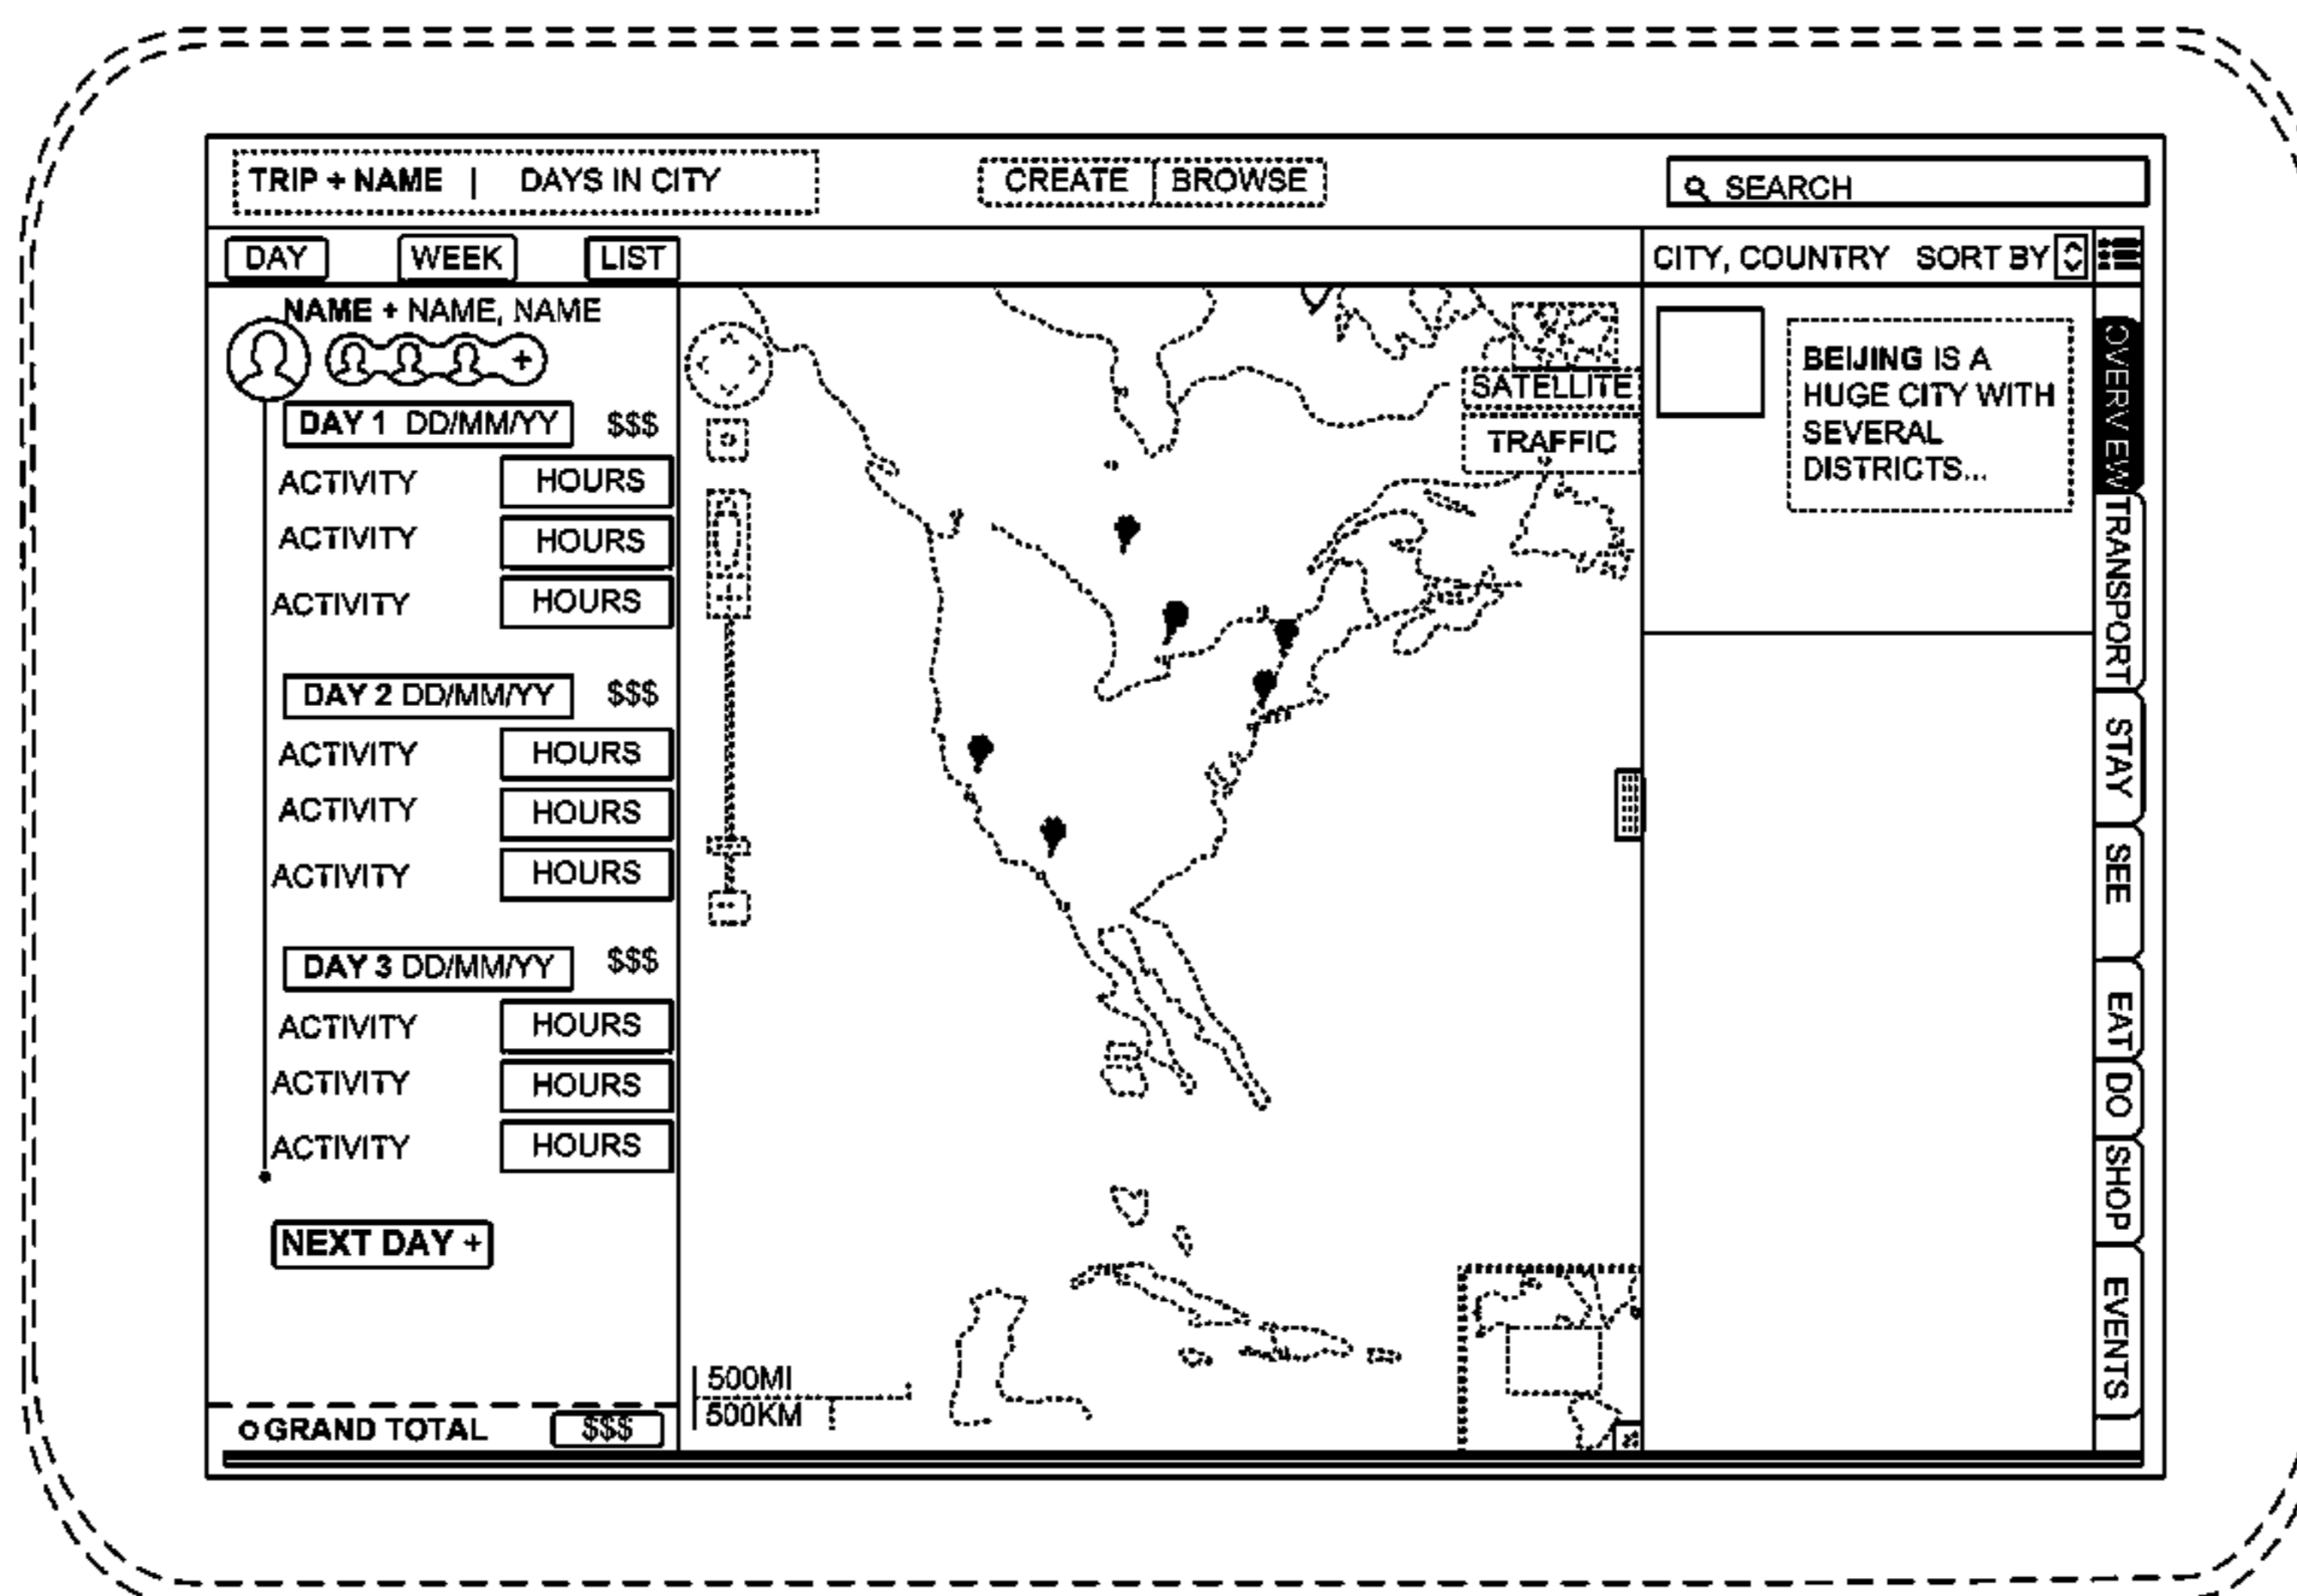 TRIP + NAME | DAYS IN CITY
CREATE | BROWSE
SEARCH
DAY WEEK LIST
CITY, COUNTRY SORT BY
NAME + NAME, NAME
+
DAY 1 DD/MM/YY $$$
ACTIVITY HOURS
ACTIVITY HOURS
ACTIVITY HOURS
DAY 2 DD/MM/YY $$$
ACTIVITY HOURS
ACTIVITY HOURS
ACTIVITY HOURS
DAY 3 DD/MM/YY $$$
ACTIVITY HOURS
ACTIVITY HOURS
ACTIVITY HOURS
NEXT DAY +
GRAND TOTAL $$$
SATELLITE
TRAFFIC
500MI
500KM
BEIJING IS A
HUGE CITY WITH
SEVERAL
DISTRICTS...
OVERVIEW
TRANSPORT
STAY
SEE
EAT
DO
SHOP
EVENTS